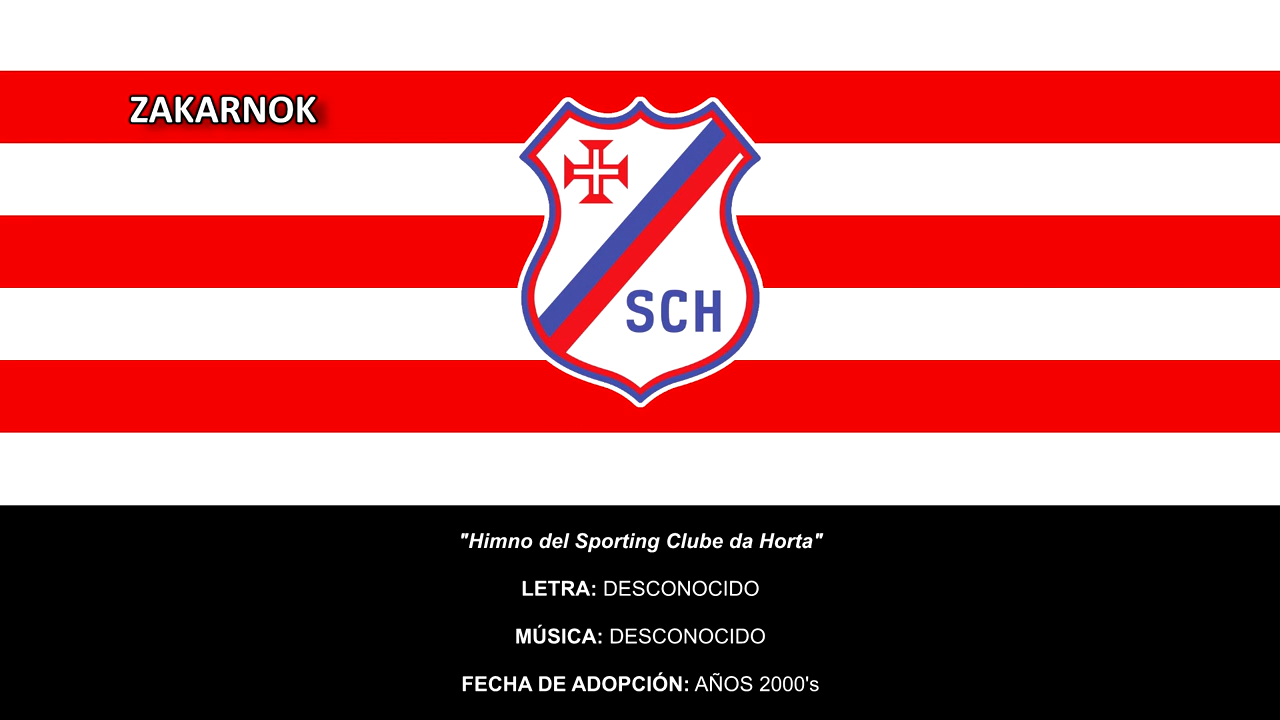 ZAKARNOK
SCH
"Himno del Sporting Clube da Horta"
LETRA: DESCONOCIDO
MÚSICA: DESCONOCIDO
FECHA DE ADOPCIÓN: AÑOS 2000's